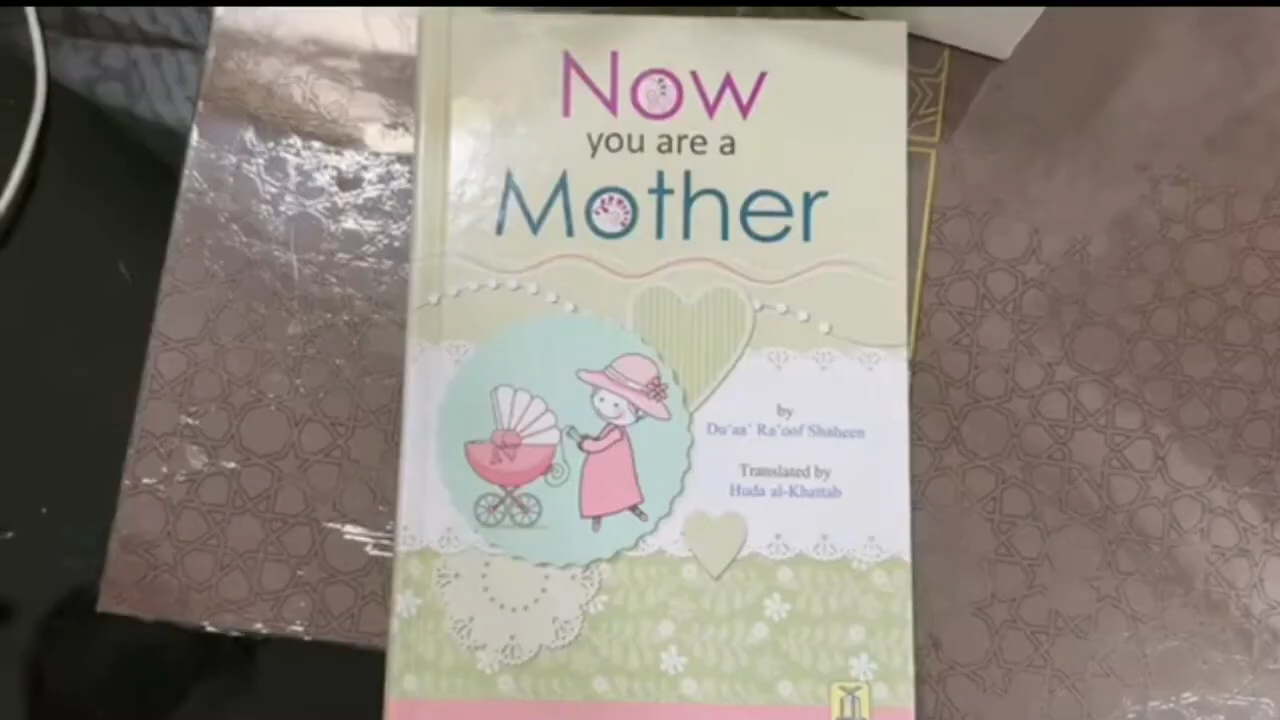 Now
you are a
Mother
by
Du'aa' Ra'oof Shaheen
Translated by
Huda al-Khattab